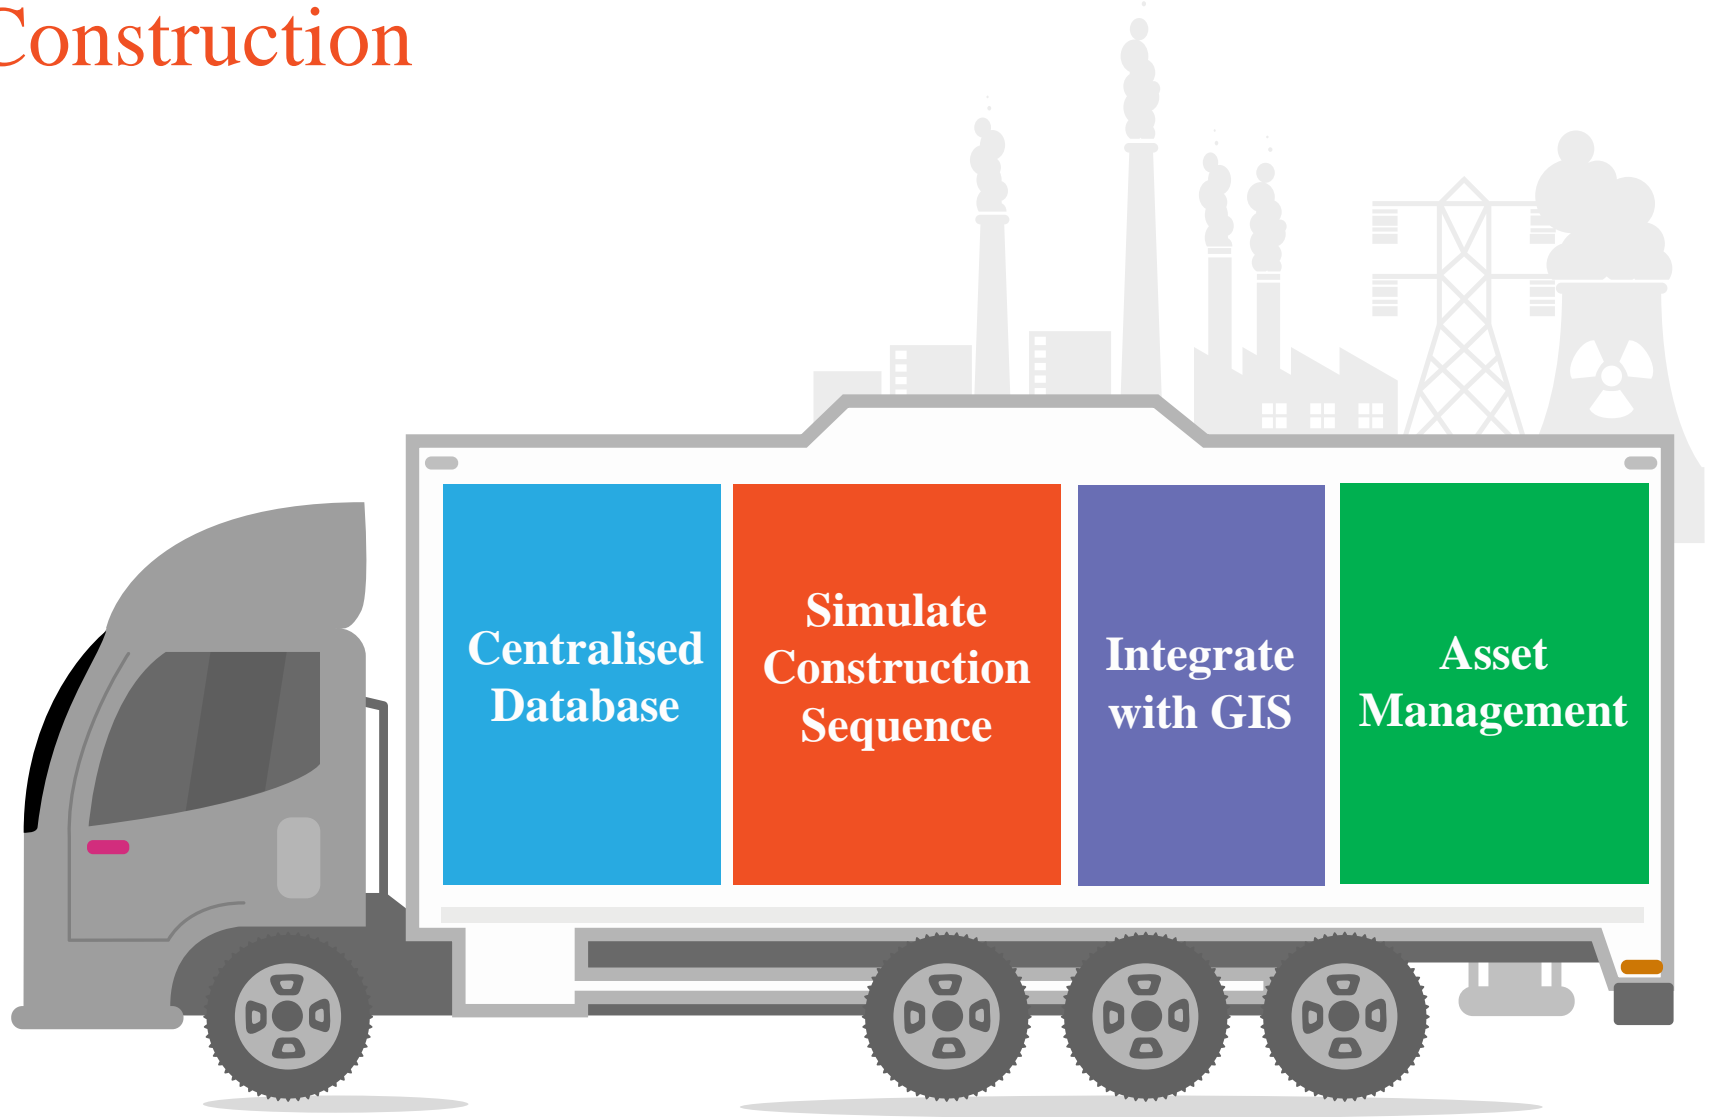 Construction
Centralised
Database
Simulate
Construction
Sequence
Integrate
with GIS
Asset
Management